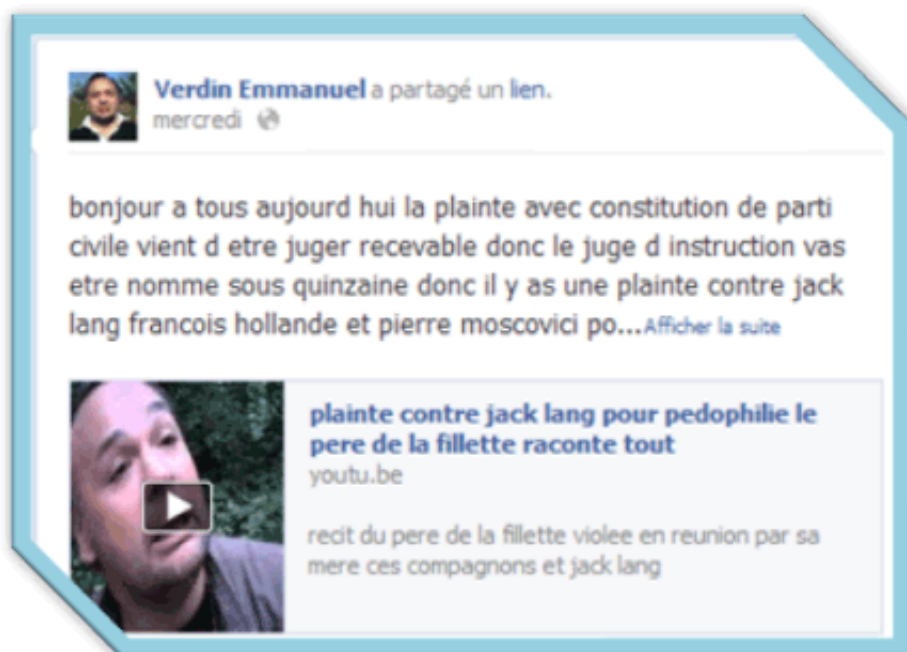 Verdin Emmanuel a partagé un lien.
mercredi
bonjour a tous aujourd hui la plainte avec constitution de parti
civile vient d etre juger recevable donc le juge d instruction vas
etre nomme sous quinzaine donc il y as une plainte contre jack
lang francois hollande et pierre moscovici po...Afficher la suite
plainte contre jack lang pour pedophilie le
pere de la fillette raconte tout
youtu.be
recit du pere de la fillette violee en reunion par sa
mere ces compagnons et jack lang